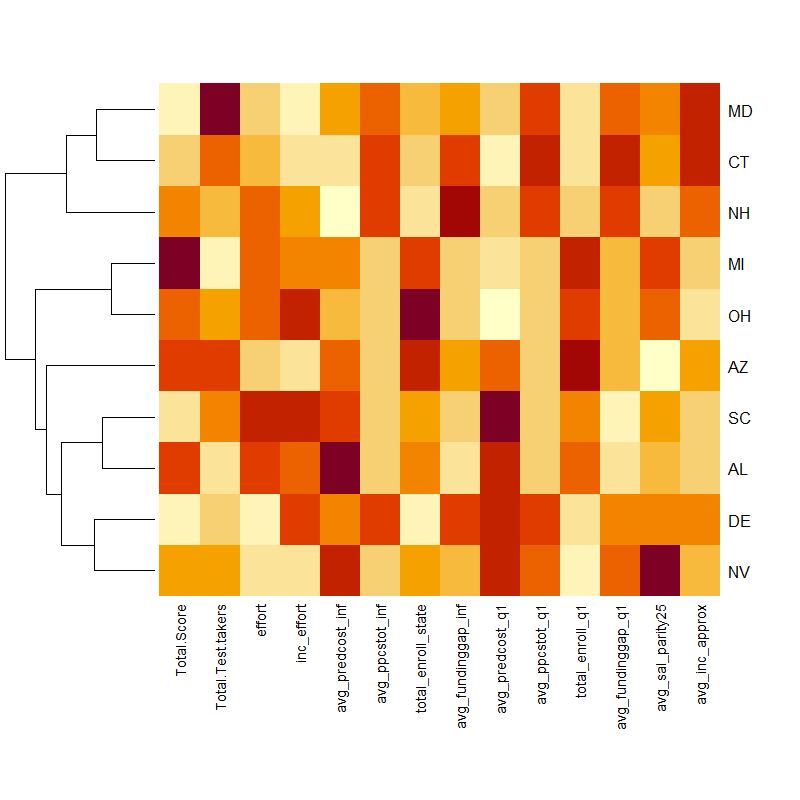 MD
CT
NH
MI
OH
AZ
SC
AL
DE
NV
Total.Score
Total.Test.takers
effort
inc_effort
avg_predcost_inf
avg_ppcstot_inf
total_enroll_state
avg_fundinggap_inf
avg_predcost_q1
avg_ppcstot_q1
total_enroll_q1
avg_fundinggap_q1
avg_sal_parity25
avg_inc_approx